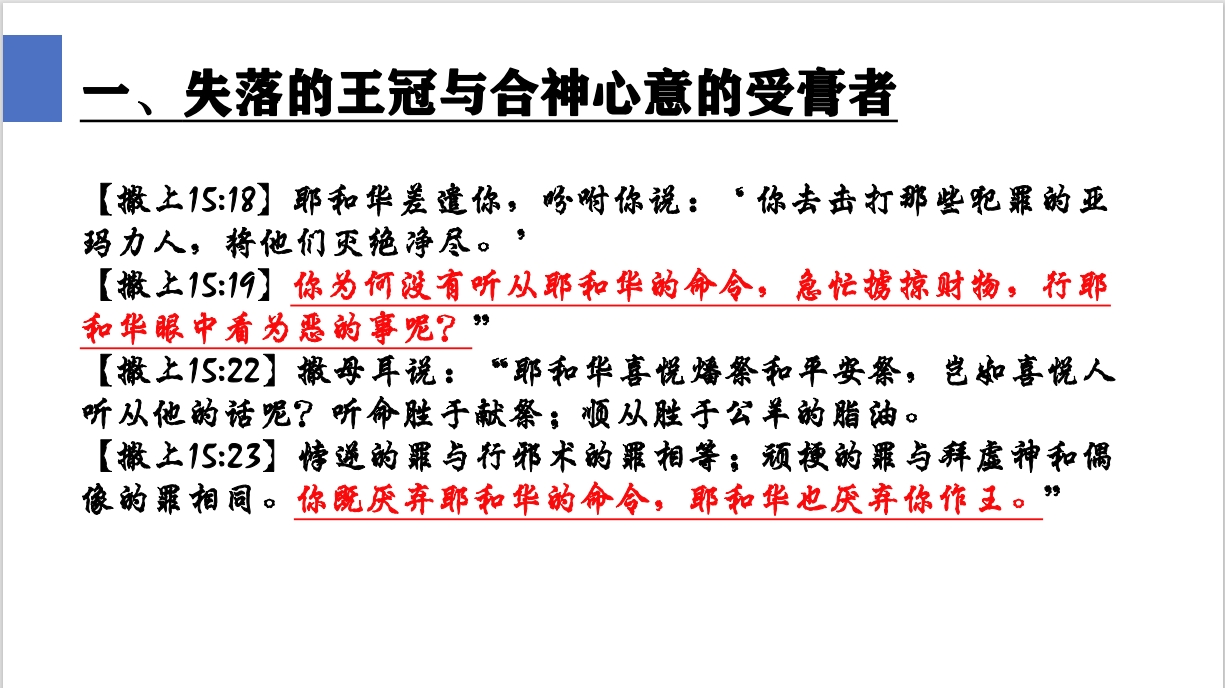 一、失落的王冠与合神心意的受膏者
【撒上15:18】耶和华差遣你，吩咐你说：‘你去击打那些犯罪的亚
玛力人，将他们灭绝净尽。’
【撒上15:19】你为何没有听从耶和华的命令，急忙掳掠财物，行耶
和华眼中看为恶的事呢？”
【撒上15:22】撒母耳说：“耶和华喜悦燔祭和平安祭，岂如喜悦人
听从他的话呢？听命胜于献祭；顺从胜于公羊的脂油。
【撒上15:23】悖逆的罪与行邪术的罪相等；顽梗的罪与拜虚神和偶
像的罪相同。你既厌弃耶和华的命令，耶和华也厌弃你作王。”